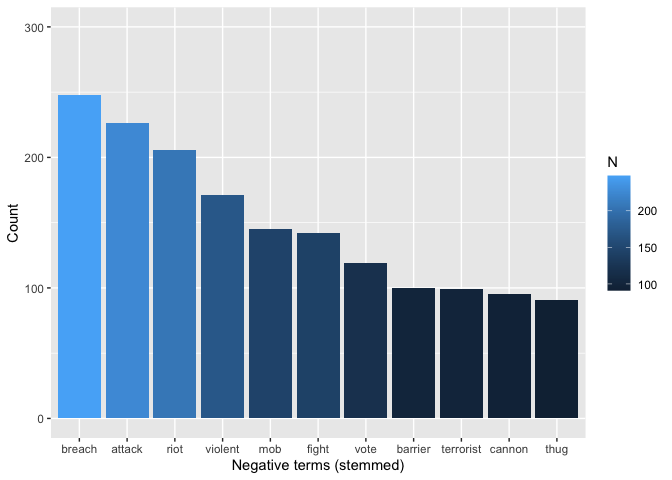 300
200
100
0
Count
breach attack riot violent mob fight vote barrier terrorist cannon thug
Negative terms (stemmed)
N
200
150
100